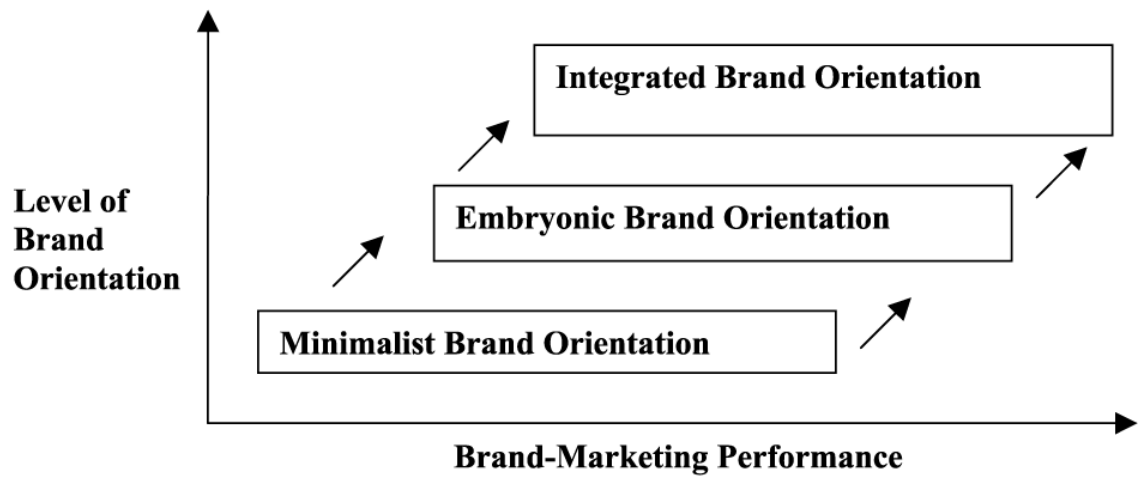 Integrated Brand Orientation
Level of
Brand
Orientation
Embryonic Brand Orientation
Minimalist Brand Orientation
Brand-Marketing Performance